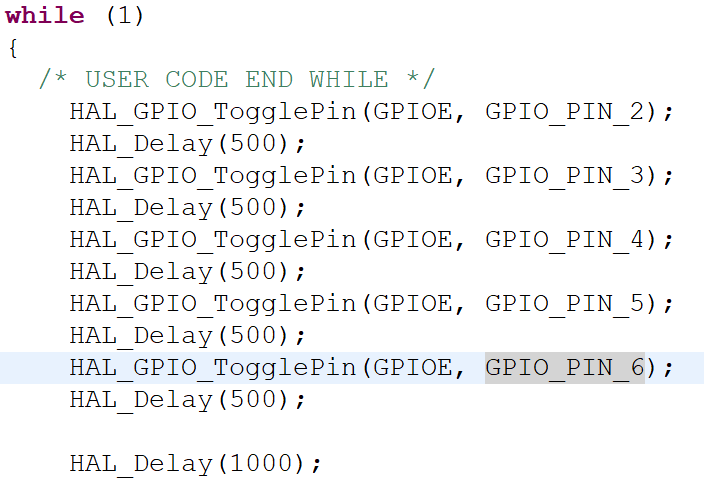 while (1)
{
/* USER CODE END WHILE */
HAL_GPIO_TogglePin(GPIOE, GPIO_PIN_2);
HAL_Delay(500);
HAL_GPIO_TogglePin(GPIOE, GPIO_PIN_3);
HAL_Delay(500);
HAL_GPIO_TogglePin(GPIOE, GPIO_PIN_4);
HAL_Delay(500);
HAL_GPIO_TogglePin(GPIOE, GPIO_PIN_5);
HAL_Delay(500);
HAL_GPIO_TogglePin(GPIOE, GPIO_PIN_6);
HAL_Delay(500);
HAL_Delay(1000);